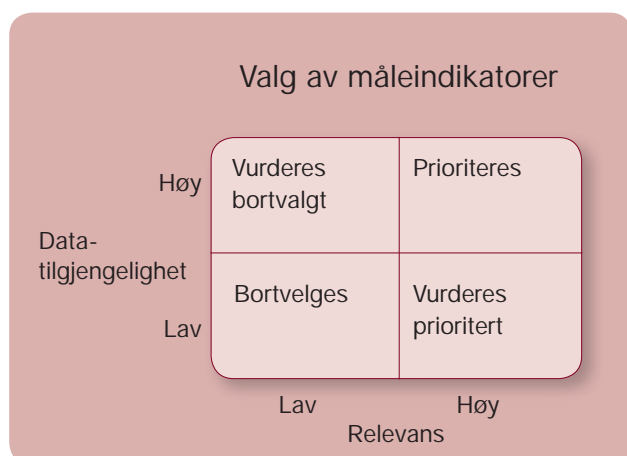 Valg av måleindikatorer
Høy
Vurderes
bortvalgt
Prioriteres
Data-
tilgjengelighet
Bortvelges
Vurderes
prioritert
Lav
Lav
Høy
Relevans